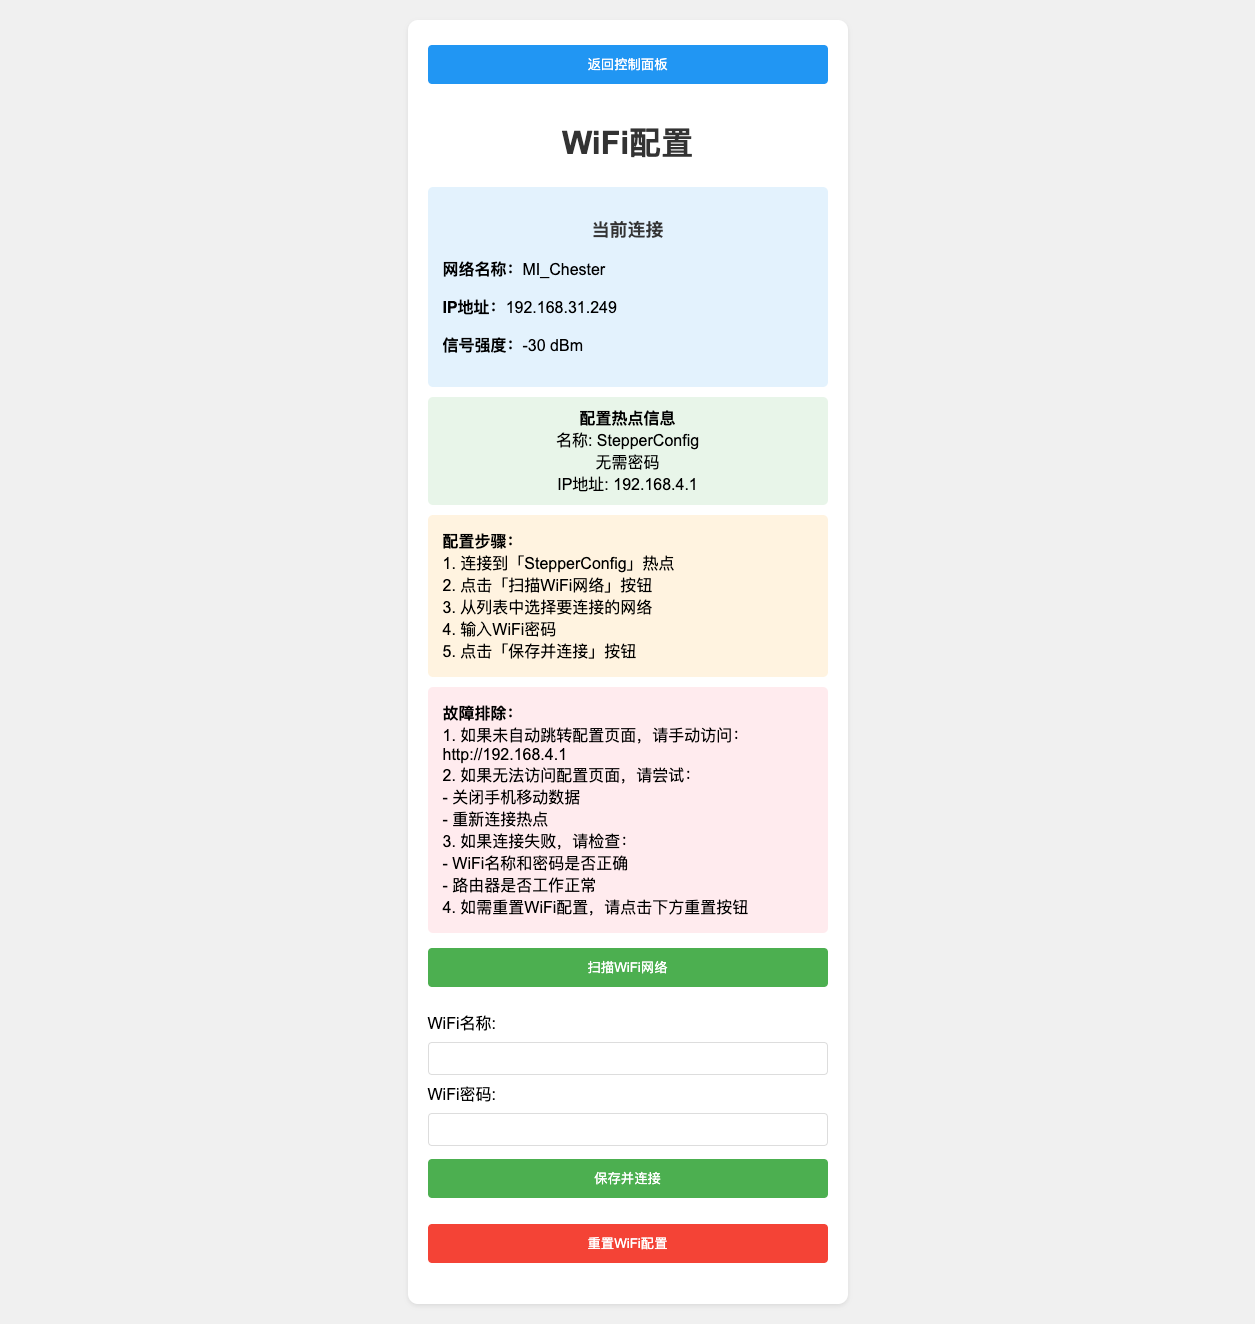 返回控制面板
WiFi配置
当前连接
网络名称：MI_Chester
IP地址：192.168.31.249
信号强度：-30 dBm
配置热点信息
名称: StepperConfig
无需密码
IP地址: 192.168.4.1
配置步骤：
1. 连接到「StepperConfig」热点
2. 点击「扫描WiFi网络」按钮
3. 从列表中选择要连接的网络
4. 输入WiFi密码
5. 点击「保存并连接」按钮
故障排除：
1. 如果未自动跳转配置页面，请手动访问：
http://192.168.4.1
2. 如果无法访问配置页面，请尝试：
- 关闭手机移动数据
- 重新连接热点
3. 如果连接失败，请检查：
- WiFi名称和密码是否正确
- 路由器是否工作正常
4. 如需重置WiFi配置，请点击下方重置按钮
扫描WiFi网络
WiFi名称:
WiFi密码:
保存并连接
重置WiFi配置